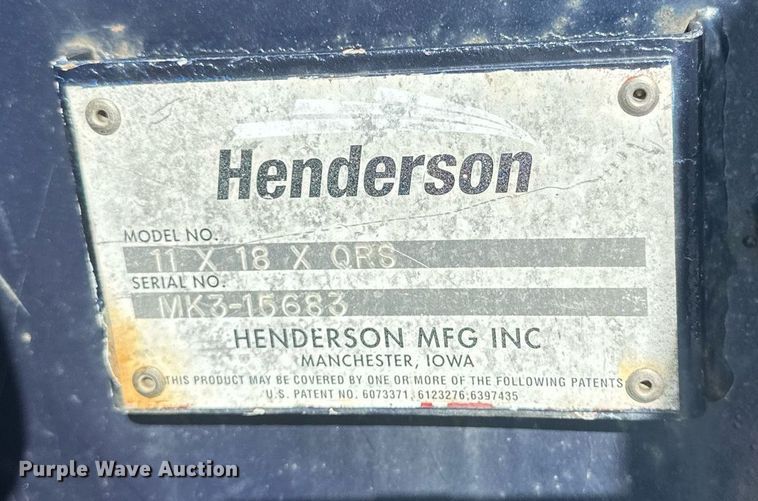 Henderson
MODEL NO.
11 X 18 X QRS
SERIAL NO.
MK3-15683
HENDERSON MFG INC
MANCHESTER, IOWA
THIS PRODUCT MAY BE COVERED BY ONE OR MORE OF THE FOLLOWING PATENTS
U.S. PATENT NO. 6073371, 6123276,6397435
Purple Wave Auction